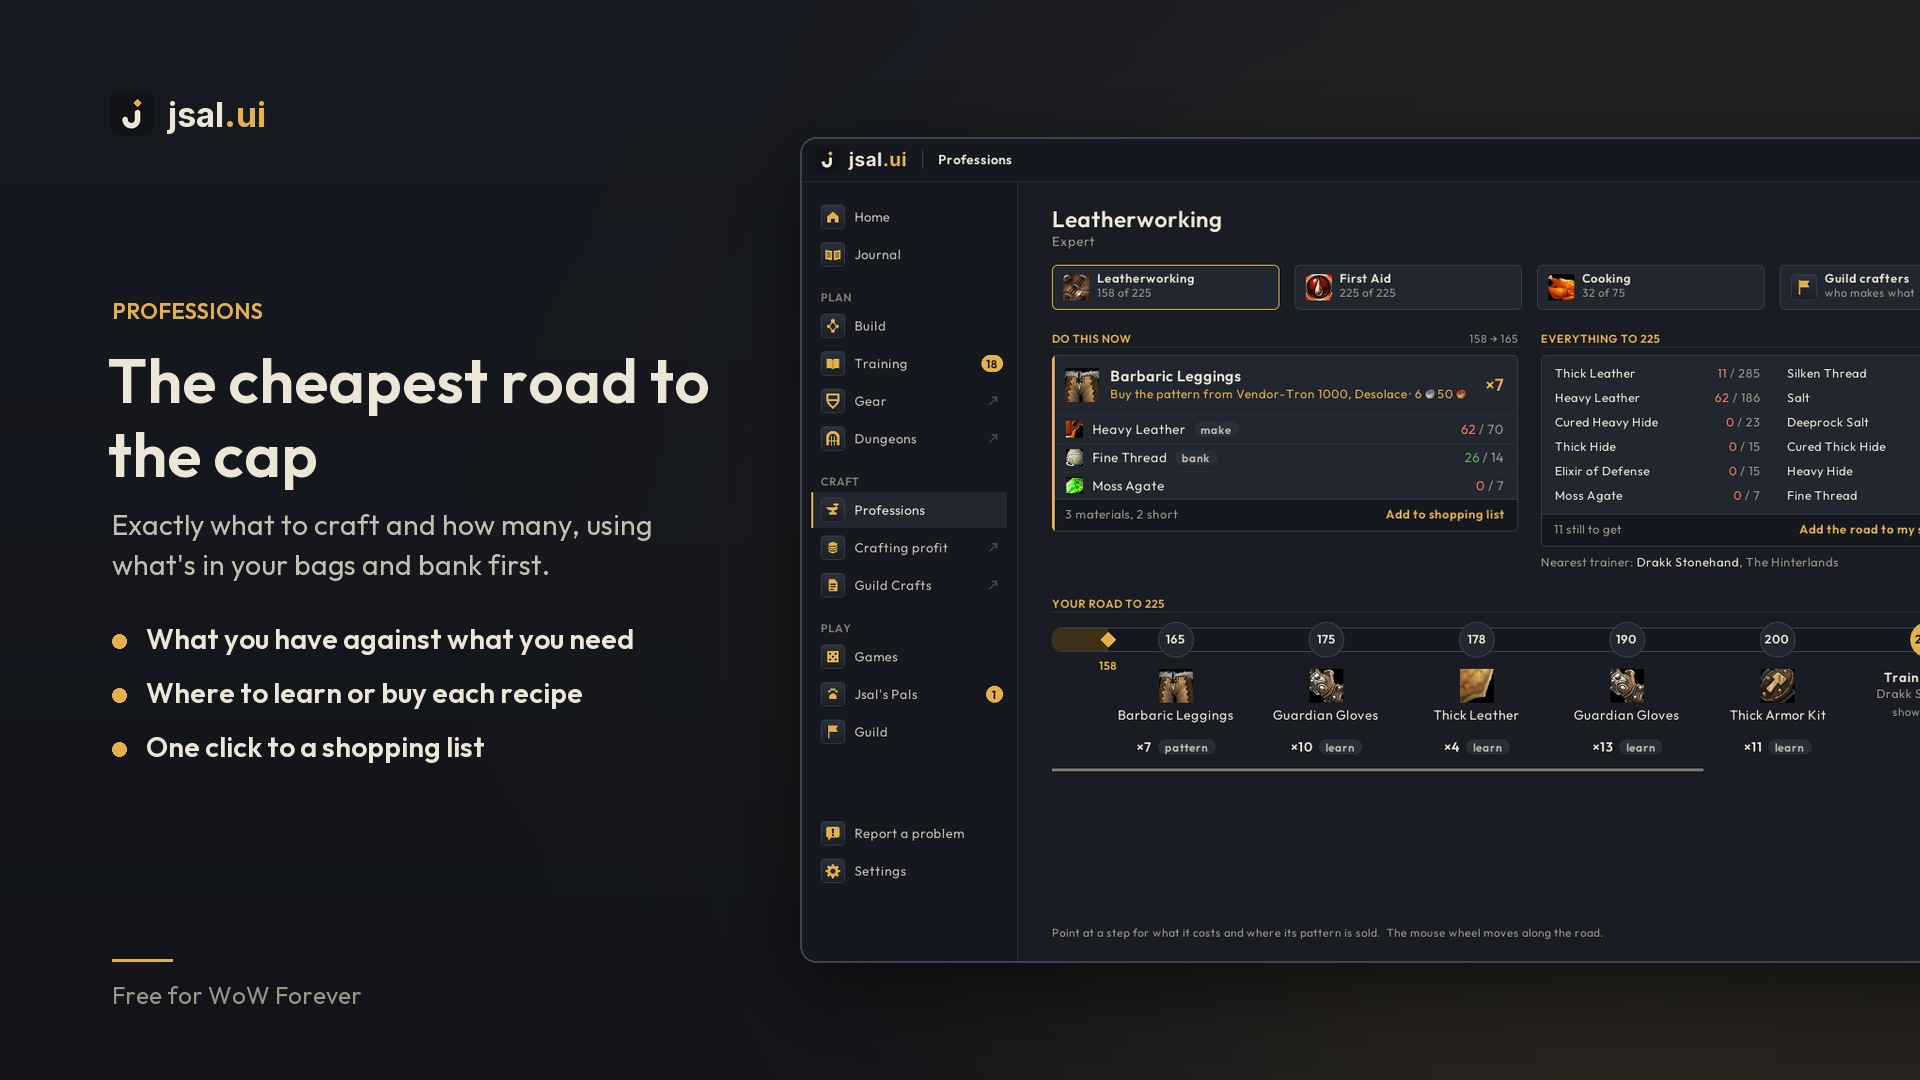 jsal.ui
PROFESSIONS
The cheapest road to
the cap
Exactly what to craft and how many, using
what's in your bags and bank first.
What you have against what you need
Where to learn or buy each recipe
One click to a shopping list
Free for WoW Forever
jsal.ui Professions
Home
Journal
PLAN
Build
Training 18
Gear
Dungeons
CRAFT
Professions
Crafting profit
Guild Crafts
PLAY
Games
Jsal's Pals 1
Guild
Report a problem
Settings
Leatherworking
Expert
Leatherworking
158 of 225
First Aid
225 of 225
Cooking
32 of 75
Guild crafters
who makes what
DO THIS NOW 158 → 165
Barbaric Leggings ×7
Buy the pattern from Vendor-Tron 1000, Desolace · 6 50
Heavy Leather make 62 / 70
Fine Thread bank 26 / 14
Moss Agate 0 / 7
3 materials, 2 short Add to shopping list
EVERYTHING TO 225
Thick Leather 11 / 285 Silken Thread
Heavy Leather 62 / 186 Salt
Cured Heavy Hide 0 / 23 Deeprock Salt
Thick Hide 0 / 15 Cured Thick Hide
Elixir of Defense 0 / 15 Heavy Hide
Moss Agate 0 / 7 Fine Thread
11 still to get Add the road to my s
Nearest trainer: Drakk Stonehand, The Hinterlands
YOUR ROAD TO 225
165 175 178 190 200 2
158
Barbaric Leggings Guardian Gloves Thick Leather Guardian Gloves Thick Armor Kit
×7 pattern ×10 learn ×4 learn ×13 learn ×11 learn
Train
Drakk S
show
Point at a step for what it costs and where its pattern is sold. The mouse wheel moves along the road.